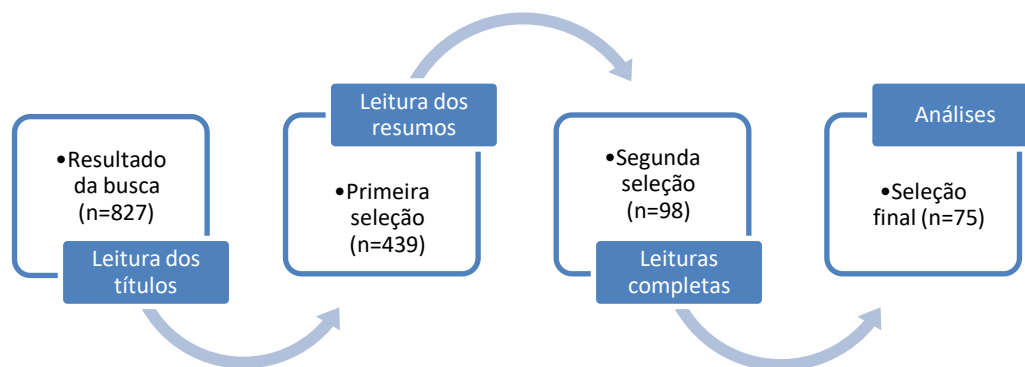 •Resultado
da busca
(n=827)
Leitura dos
títulos
Leitura dos
resumos
•Primeira
seleção
(n=439)
•Segunda
seleção
(n=98)
Leituras
completas
Análises
•Seleção
final (n=75)